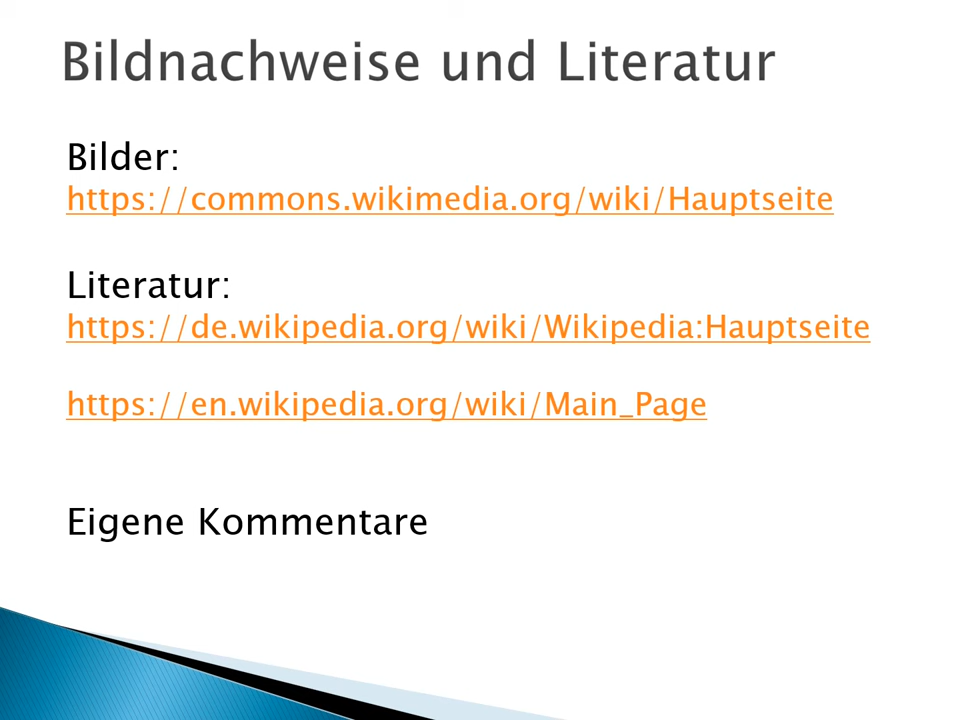 Bildnachweise und Literatur
Bilder:
https://commons.wikimedia.org/wiki/Hauptseite
Literatur:
https://de.wikipedia.org/wiki/Wikipedia:Hauptseite
https://en.wikipedia.org/wiki/Main_Page
Eigene Kommentare